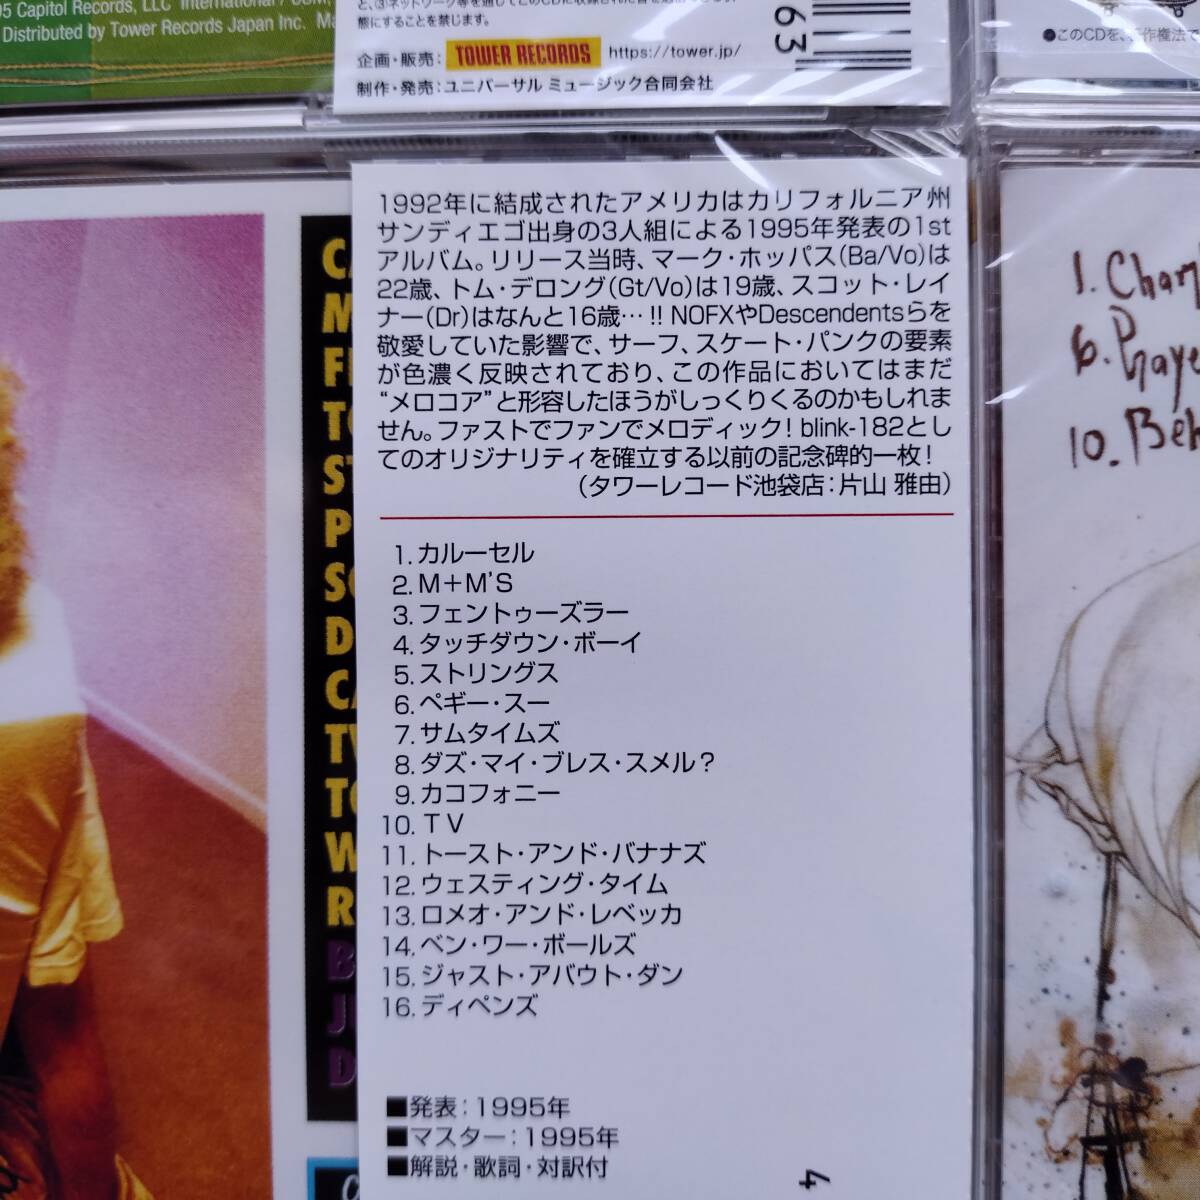 95 Capitol Records, LLC International
Distributed by Tower Records Japan Inc.
態にすることを禁じます。
企画・販売: TOWER RECORDS https://tower.jp/
制作・発売:ユニバーサル ミュージック合同会社
63
1992年に結成されたアメリカはカリフォルニア州
サンディエゴ出身の3人組による1995年発表の1st
アルバム。リリース当時、マーク・ホッパス(Ba/Vo)は
22歳、トム・デロング(Gt/Vo)は19歳、スコット・レイ
ナー(Dr)はなんと16歳…!! NOFXやDescendentsらを
敬愛していた影響で、サーフ、スケート・パンクの要素
が色濃く反映されており、この作品においてはまだ
“メロコア”と形容したほうがしっくりくるのかもしれま
せん。ファストでファンでメロディック! blink-182とし
てのオリジナリティを確立する以前の記念碑的一枚!
(タワーレコード池袋店:片山 雅由)
1. カルーセル
2. M+M'S
3. フェントゥーズラー
4. タッチダウン・ボーイ
5. ストリングス
6. ペギー・スー
7. サムタイムズ
8. ダズ・マイ・ブレス・スメル?
9. カコフォニー
10. TV
11. トースト・アンド・バナナズ
12. ウェスティング・タイム
13. ロメオ・アンド・レベッカ
14. ベン・ワー・ボールズ
15. ジャスト・アバウト・ダン
16. ディペンズ
■発表:1995年
■マスター:1995年
■解説・歌詞・対訳付
4
CA
M
F
TO
ST
P
SO
D
CA
TV
TO
W
R
B
J
D
1. Cha
6. Praye
10. Beh